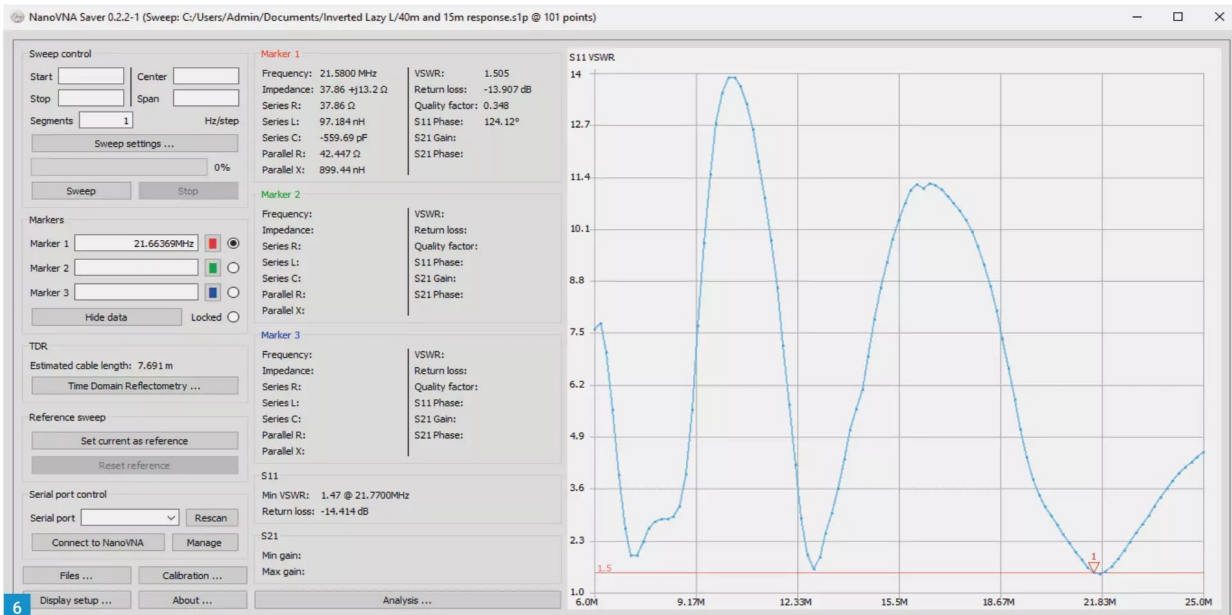 NanoVNA Saver 0.2.2-1 (Sweep: C:/Users/Admin/Documents/Inverted Lazy L/40m and 15m response.s1p @ 101 points)
Sweep control
Start
Center
Stop
Span
Segments 1 Hz/step
Sweep settings ...
0%
Sweep
Stop
Markers
Marker 1 21.66369MHz
Marker 2
Marker 3
Hide data
Locked
TDR
Estimated cable length: 7.691 m
Time Domain Reflectometry ...
Reference sweep
Set current as reference
Reset reference
Serial port control
Serial port
Rescan
Connect to NanoVNA
Manage
Files ...
Calibration ...
Display setup ...
About ...
6
Marker 1
Frequency: 21.5800 MHz
Impedance: 37.86 +j13.2 Ω
Series R: 37.86 Ω
Series L: 97.184 nH
Series C: -559.69 pF
Parallel R: 42.447 Ω
Parallel X: 899.44 nH
VSWR: 1.505
Return loss: -13.907 dB
Quality factor: 0.348
S11 Phase: 124.12°
S21 Gain:
S21 Phase:
Marker 2
Frequency:
Impedance:
Series R:
Series L:
Series C:
Parallel R:
Parallel X:
VSWR:
Return loss:
Quality factor:
S11 Phase:
S21 Gain:
S21 Phase:
Marker 3
Frequency:
Impedance:
Series R:
Series L:
Series C:
Parallel R:
Parallel X:
VSWR:
Return loss:
Quality factor:
S11 Phase:
S21 Gain:
S21 Phase:
S11
Min VSWR: 1.47 @ 21.7700MHz
Return loss: -14.414 dB
S21
Min gain:
Max gain:
Analysis ...
S11 VSWR
14
12.7
11.4
10.1
8.8
7.5
6.2
4.9
3.6
2.3
1.5
1
1.0
6.0M 9.17M 12.33M 15.5M 18.67M 21.83M 25.0M